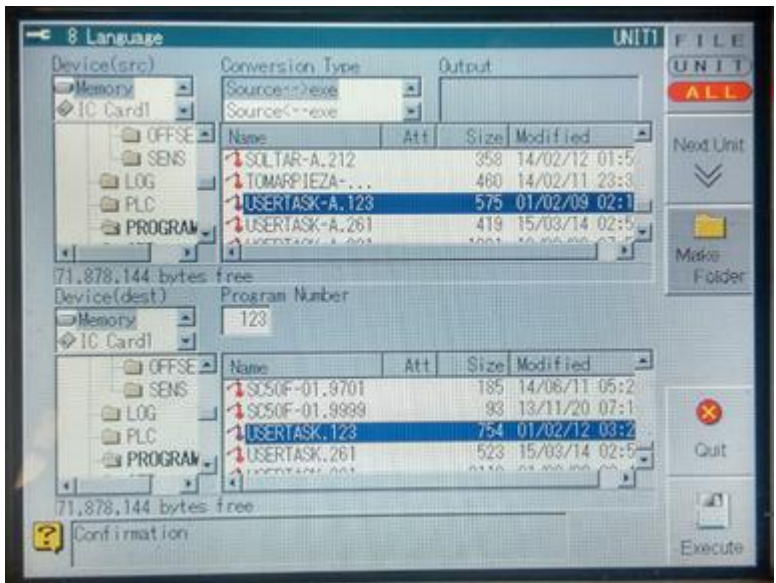 8 Language
UNIT1
FILE
UNIT
ALL
Device(src)
Conversion Type
Output
Memory
IC Card1
Source-->exe
Source<--exe
Next Unit
OFFSE
SENS
LOG
PLC
PROGRAM
Name Att Size Modified
SOLTAR-A.212 358 14/02/12 01:5
TOMARPIEZA-... 460 14/02/11 23:3
USERTASK-A.123 575 01/02/09 02:1
USERTASK-A.261 419 15/03/14 02:5
Make
Folder
71,878,144 bytes free
Device(dest)
Program Number
Memory
IC Card1
123
OFFSE
SENS
LOG
PLC
PROGRAM
Name Att Size Modified
SC50F-01.9701 185 14/06/11 05:2
SC50F-01.9999 93 13/11/20 07:1
USERTASK.123 754 01/02/12 03:2
USERTASK.261 523 15/03/14 02:5
Quit
71,878,144 bytes free
Confirmation
Execute